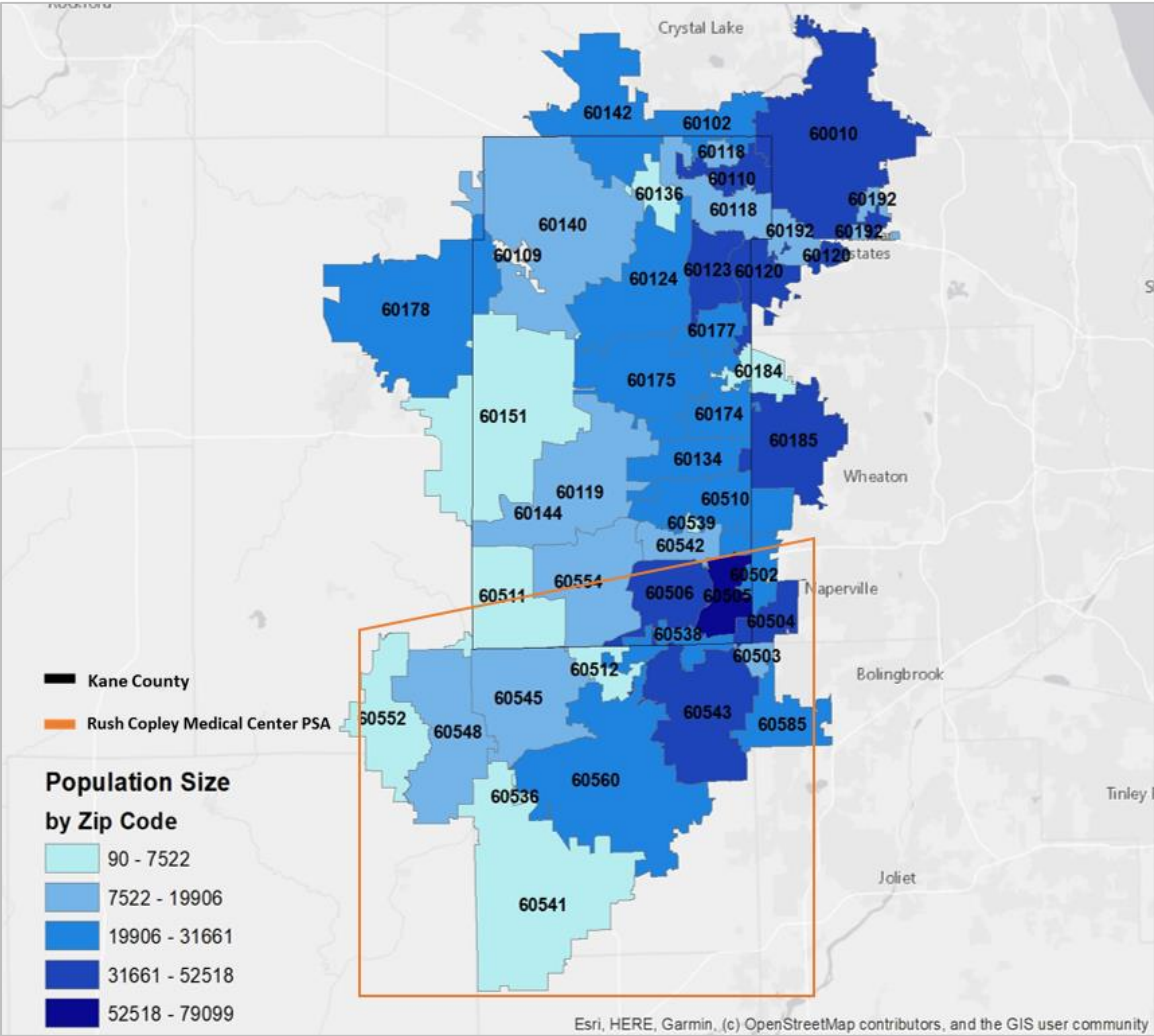 Rockford
Crystal Lake
60142
60102
60010
60118
60110
60136
60118
60192
60140
60192
60192
60109
60120
estates
60123
60120
60124
60178
60177
60184
60175
60151
60174
60185
60134
Wheaton
60119
60510
60144
60539
60542
60502
60554
60506
60505
Naperville
60511
60504
60538
60503
60512
Bolingbrook
Kane County
60545
60543
60552
60585
Rush Copley Medical Center PSA
60548
Population Size
60560
60536
Tinley
by Zip Code
90 - 7522
7522 - 19906
Joliet
60541
19906 - 31661
31661 - 52518
52518 - 79099
Esri, HERE, Garmin, (c) OpenStreetMap contributors, and the GIS user community